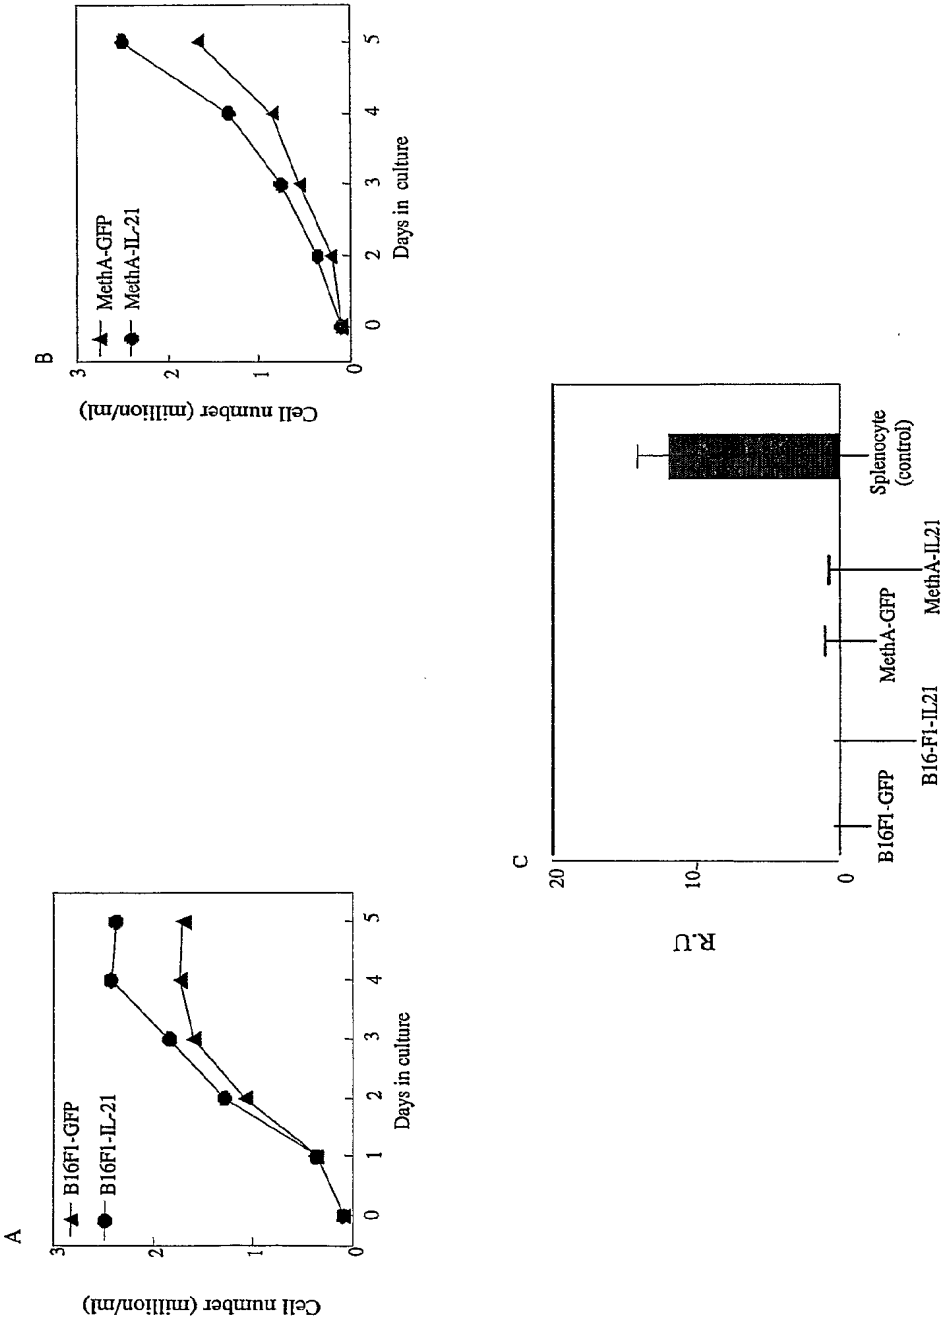 A
Cell number (million/ml)
3
2
1
0
B16F1-GFP
B16F1-IL-21
0
1
2
3
4
5
Days in culture
B
Cell number (million/ml)
3
2
1
0
MethA-GFP
MethA-IL-21
0
2
3
4
5
Days in culture
C
R.U
20
10
0
B16F1-GFP
B16-F1-IL21
MethA-GFP
MethA-IL21
Splenocyte
(control)